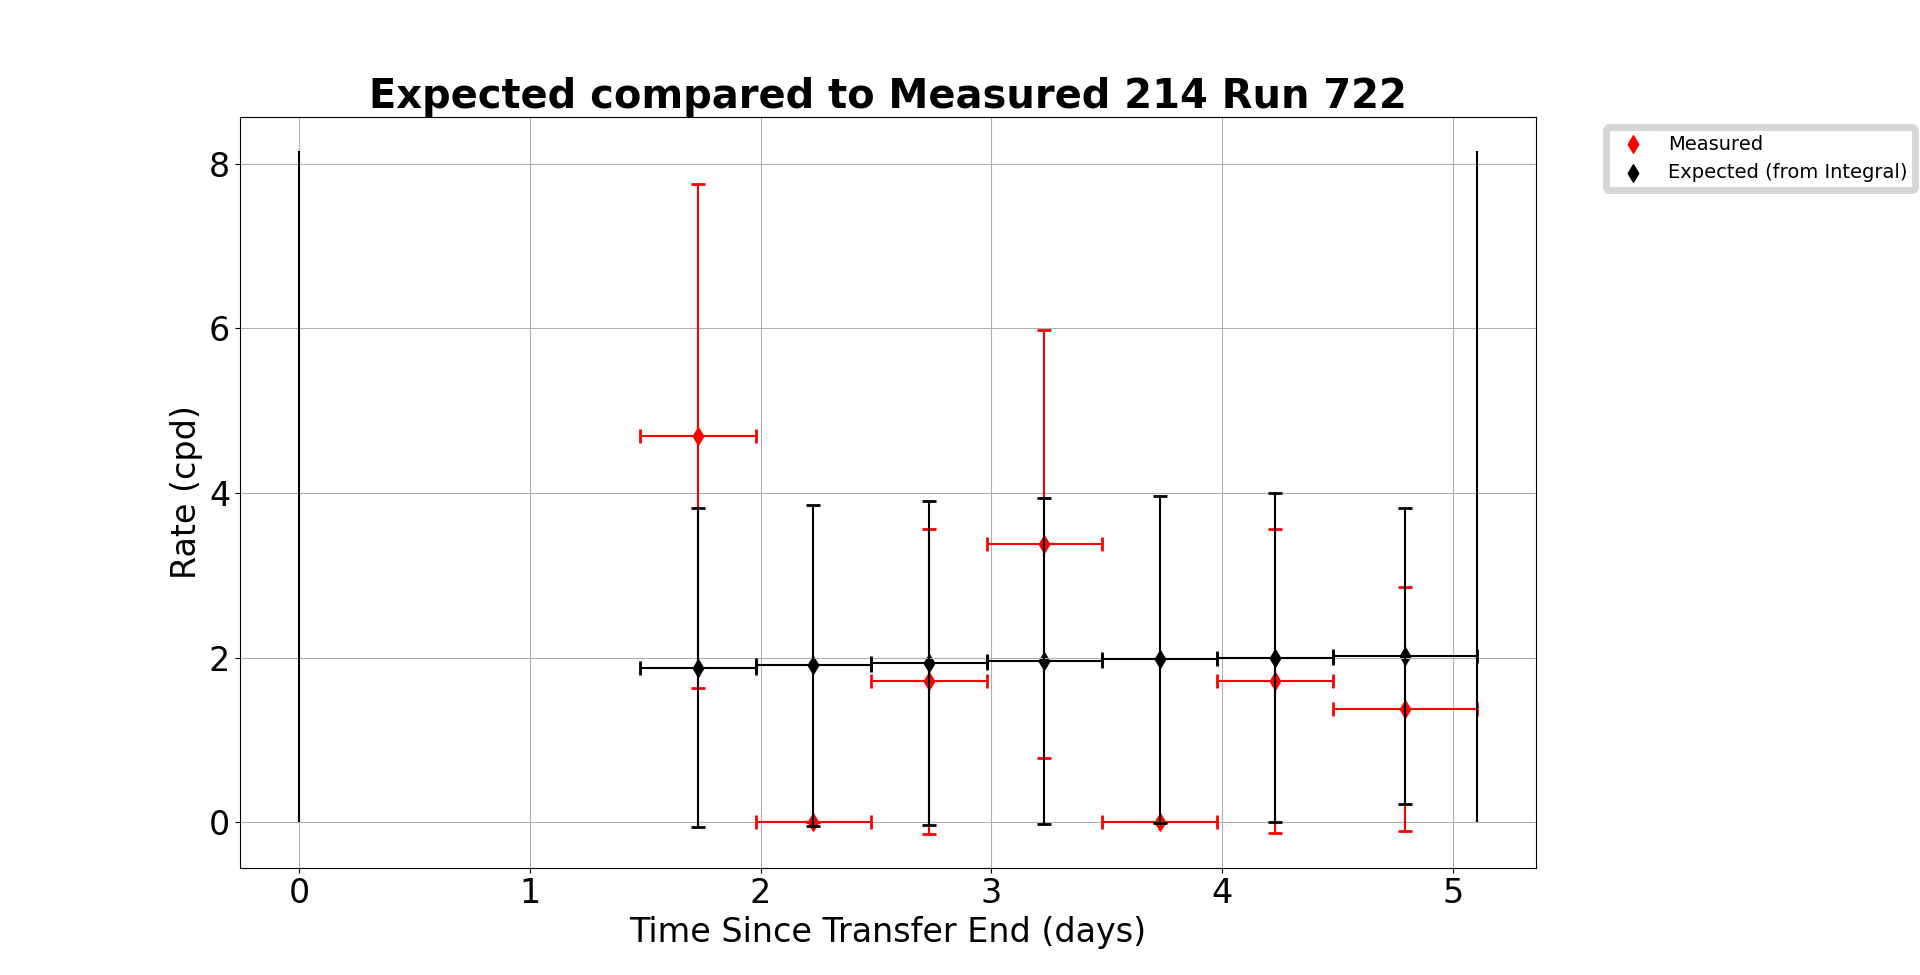 Expected compared to Measured 214 Run 722
Measured
Expected (from Integral)
8
6
4
2
0
Rate (cpd)
0 1 2 3 4 5
Time Since Transfer End (days)